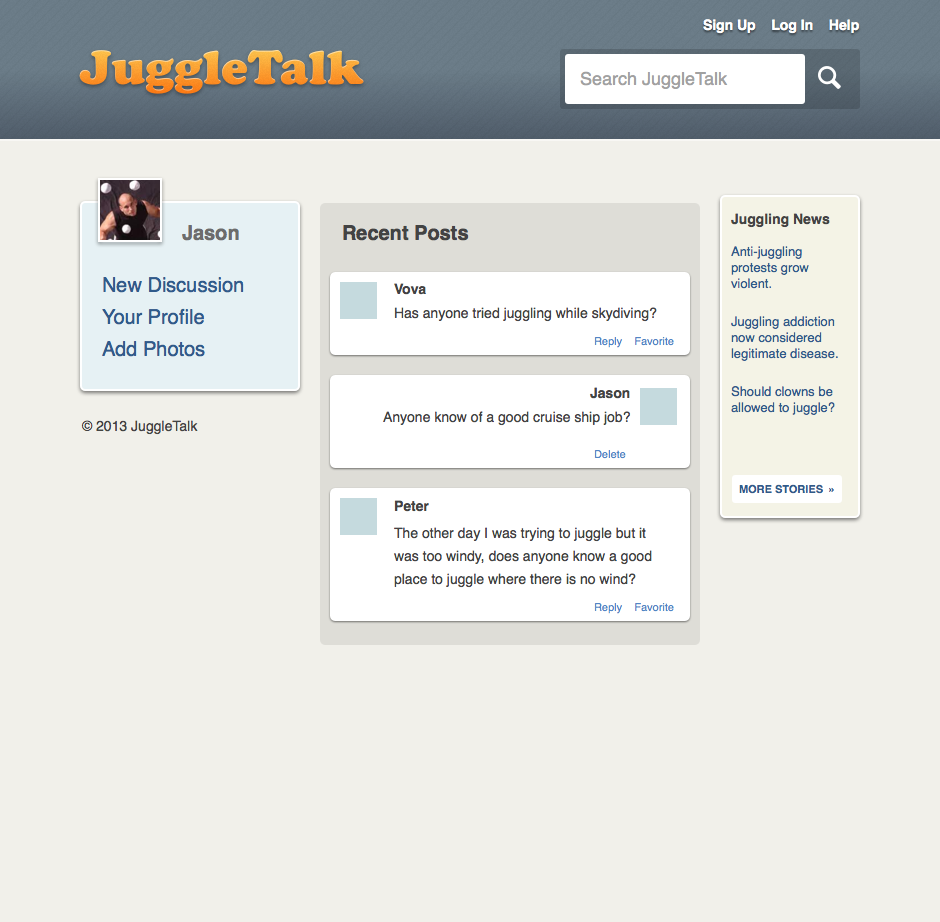 Sign Up Log In Help
JuggleTalk
Search JuggleTalk
Jason
New Discussion
Your Profile
Add Photos
© 2013 JuggleTalk
Recent Posts
Vova
Has anyone tried juggling while skydiving?
Reply Favorite
Jason
Anyone know of a good cruise ship job?
Delete
Peter
The other day I was trying to juggle but it
was too windy, does anyone know a good
place to juggle where there is no wind?
Reply Favorite
Juggling News
Anti-juggling
protests grow
violent.
Juggling addiction
now considered
legitimate disease.
Should clowns be
allowed to juggle?
MORE STORIES »